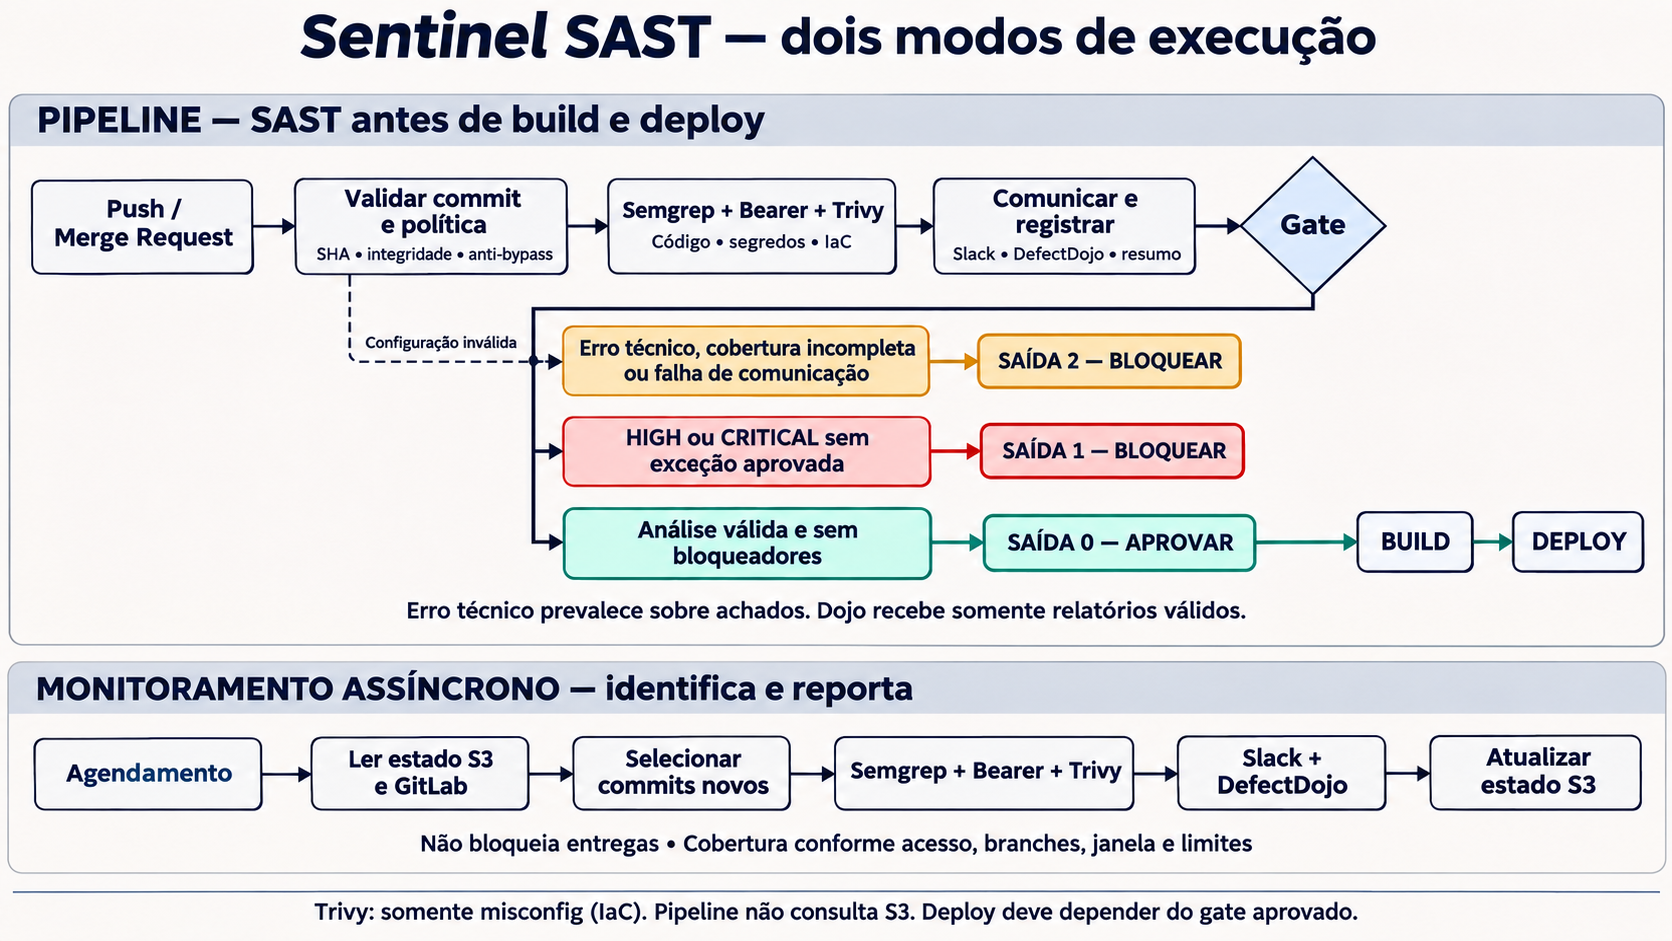 Sentinel SAST — dois modos de execução
PIPELINE — SAST antes de build e deploy
Push /
Merge Request
Validar commit
e política
SHA • integridade • anti-bypass
Semgrep + Bearer + Trivy
Código • segredos • IaC
Comunicar e
registrar
Slack • DefectDojo • resumo
Gate
Configuração inválida
Erro técnico, cobertura incompleta
ou falha de comunicação
SAÍDA 2 — BLOQUEAR
HIGH ou CRITICAL sem
exceção aprovada
SAÍDA 1 — BLOQUEAR
Análise válida e sem
bloqueadores
SAÍDA 0 — APROVAR
BUILD
DEPLOY
Erro técnico prevalece sobre achados. Dojo recebe somente relatórios válidos.
MONITORAMENTO ASSÍNCRONO — identifica e reporta
Agendamento
Ler estado S3
e GitLab
Selecionar
commits novos
Semgrep + Bearer + Trivy
Slack +
DefectDojo
Atualizar
estado S3
Não bloqueia entregas • Cobertura conforme acesso, branches, janela e limites
Trivy: somente misconfig (IaC). Pipeline não consulta S3. Deploy deve depender do gate aprovado.